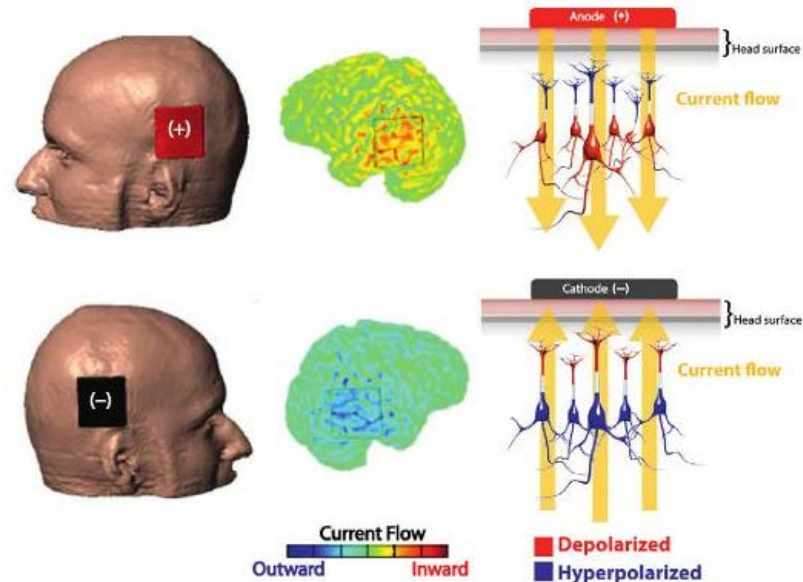 (+)
Anode (+)
Head surface
Current flow
(−)
Cathode (−)
Head surface
Current flow
Current Flow
Outward
Inward
Depolarized
Hyperpolarized